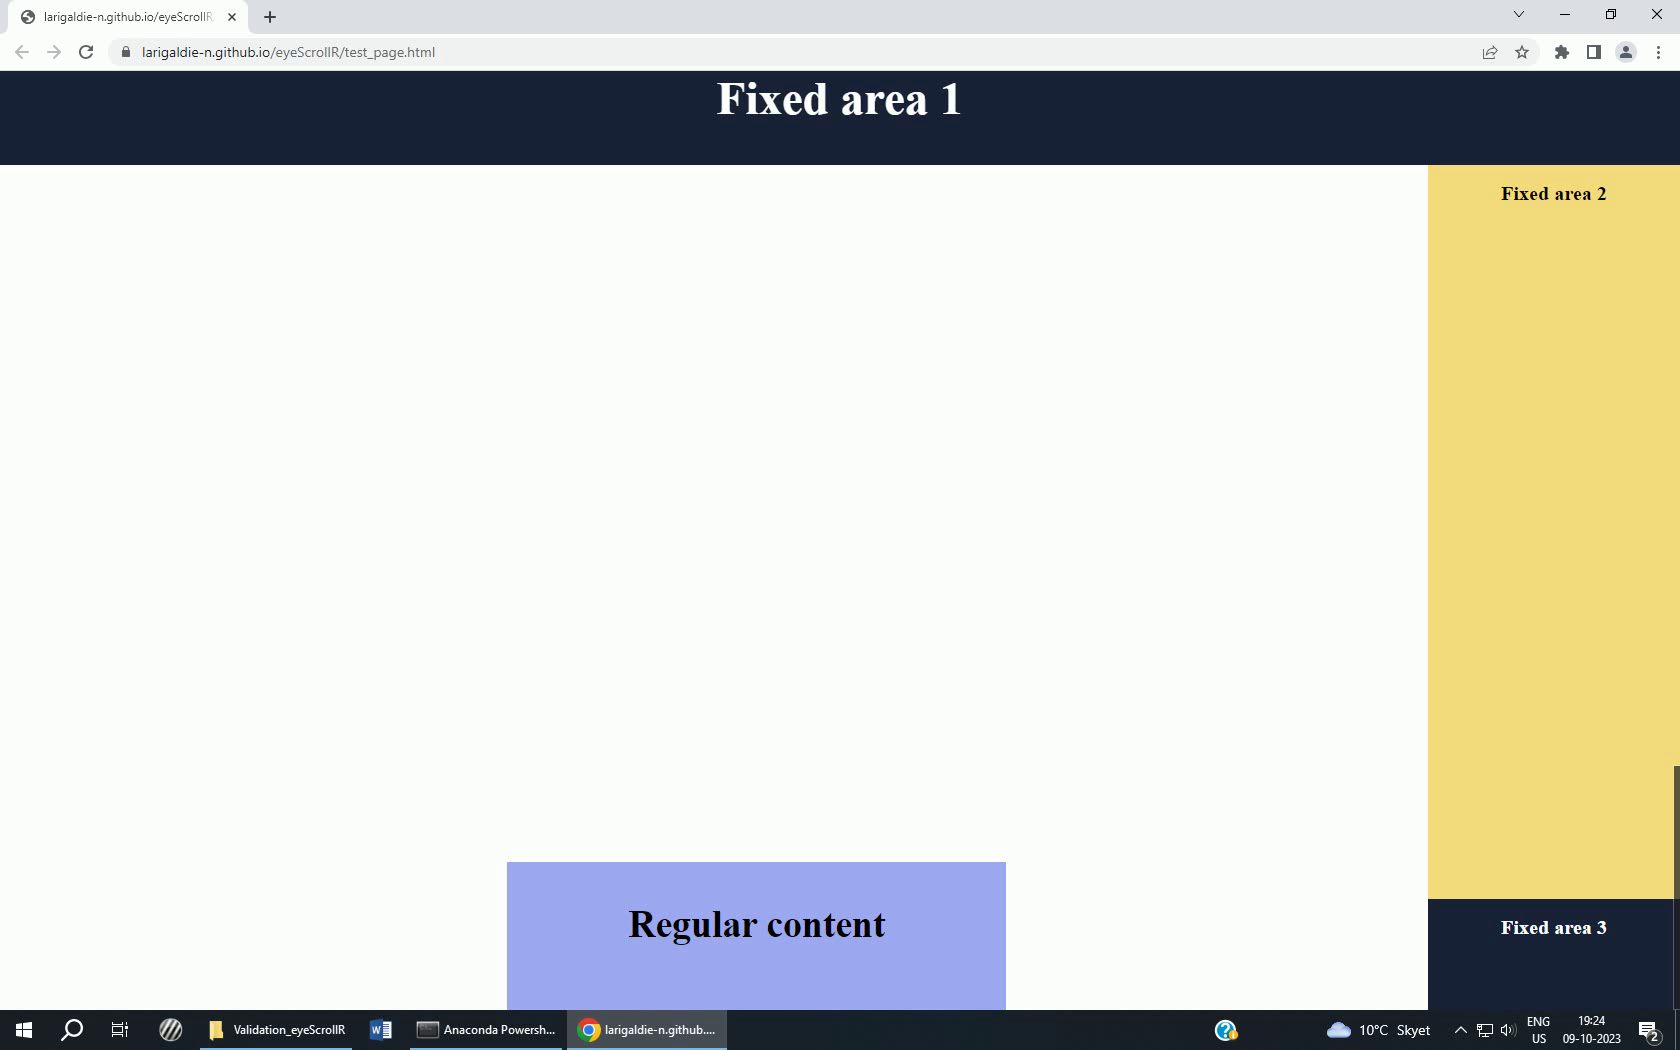 larigaldie-n.github.io/eyeScrollR
larigaldie-n.github.io/eyeScrollR/test_page.html
Fixed area 1
Fixed area 2
Regular content
Fixed area 3
Validation_eyeScrollR
Anaconda Powersh...
larigaldie-n.github....
10°C Skyet
ENG
US
19:24
09-10-2023
2